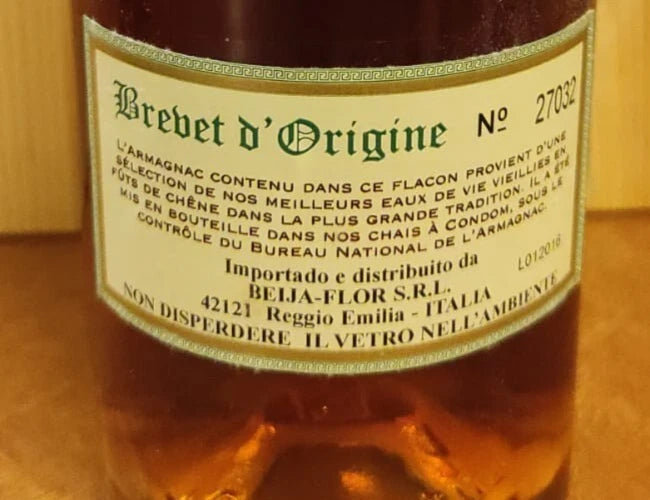 Brevet d'Origine Nº 27032
L'ARMAGNAC CONTENU DANS CE FLACON PROVIENT D'UNE
SÉLECTION DE NOS MEILLEURS EAUX DE VIE VIEILLIES EN
FÛTS DE CHÊNE DANS LA PLUS GRANDE TRADITION. IL A ÉTÉ
MIS EN BOUTEILLE DANS NOS CHAIS À CONDOM, SOUS LE
CONTRÔLE DU BUREAU NATIONAL DE L'ARMAGNAC.
L012016
Importado e distribuito da
BEIJA-FLOR S.R.L.
42121 Reggio Emilia - ITALIA
NON DISPERDERE IL VETRO NELL'AMBIENTE